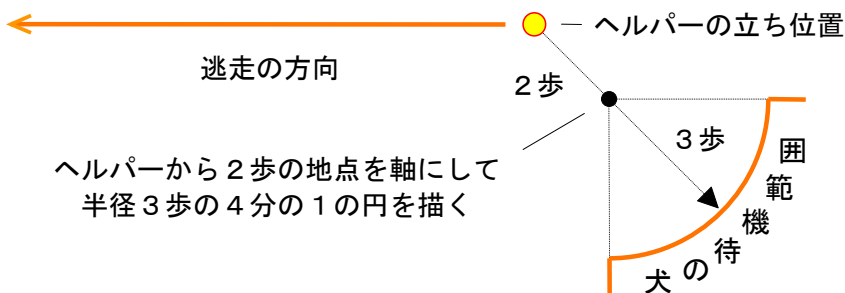 ヘルパーの立ち位置
逃走の方向
２歩
３歩
ヘルパーから２歩の地点を軸にして
半径３歩の４分の１の円を描く
犬の待機範囲